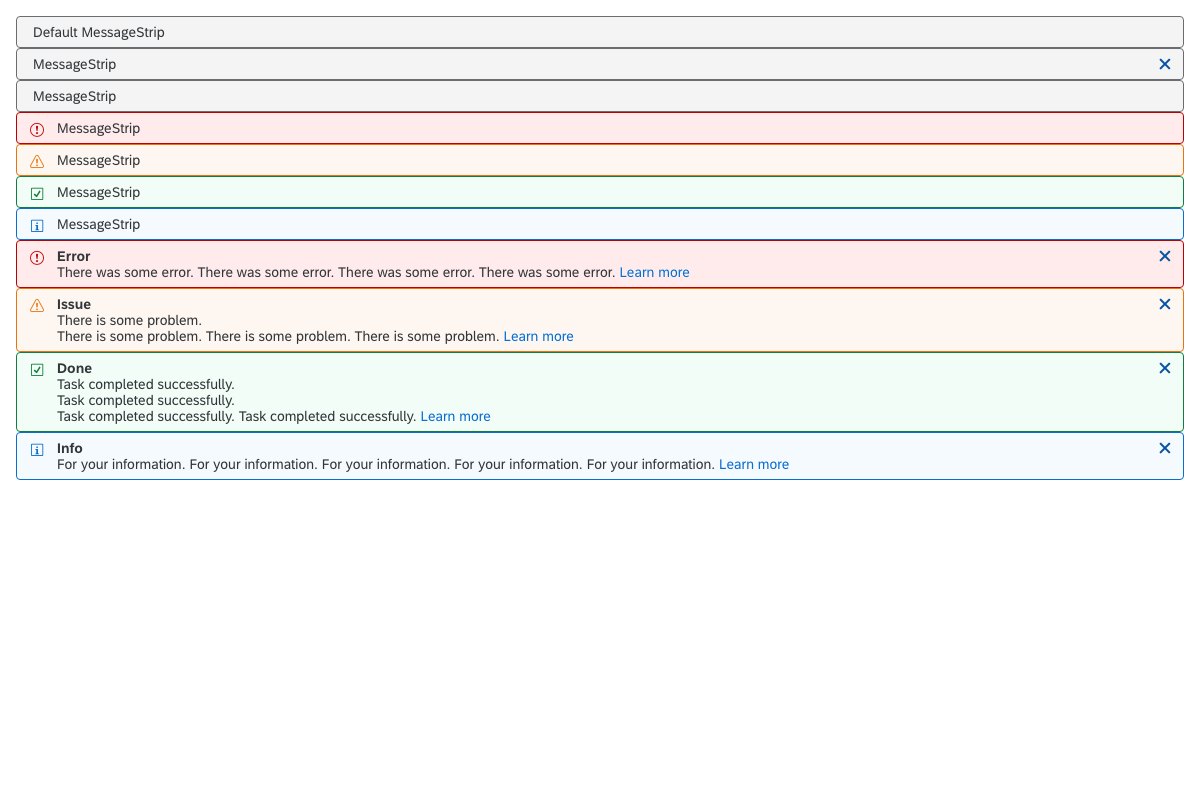 Default MessageStrip
MessageStrip
MessageStrip
MessageStrip
MessageStrip
MessageStrip
MessageStrip
Error
There was some error. There was some error. There was some error. There was some error. Learn more
Issue
There is some problem.
There is some problem. There is some problem. There is some problem. Learn more
Done
Task completed successfully.
Task completed successfully.
Task completed successfully. Task completed successfully. Learn more
Info
For your information. For your information. For your information. For your information. For your information. Learn more